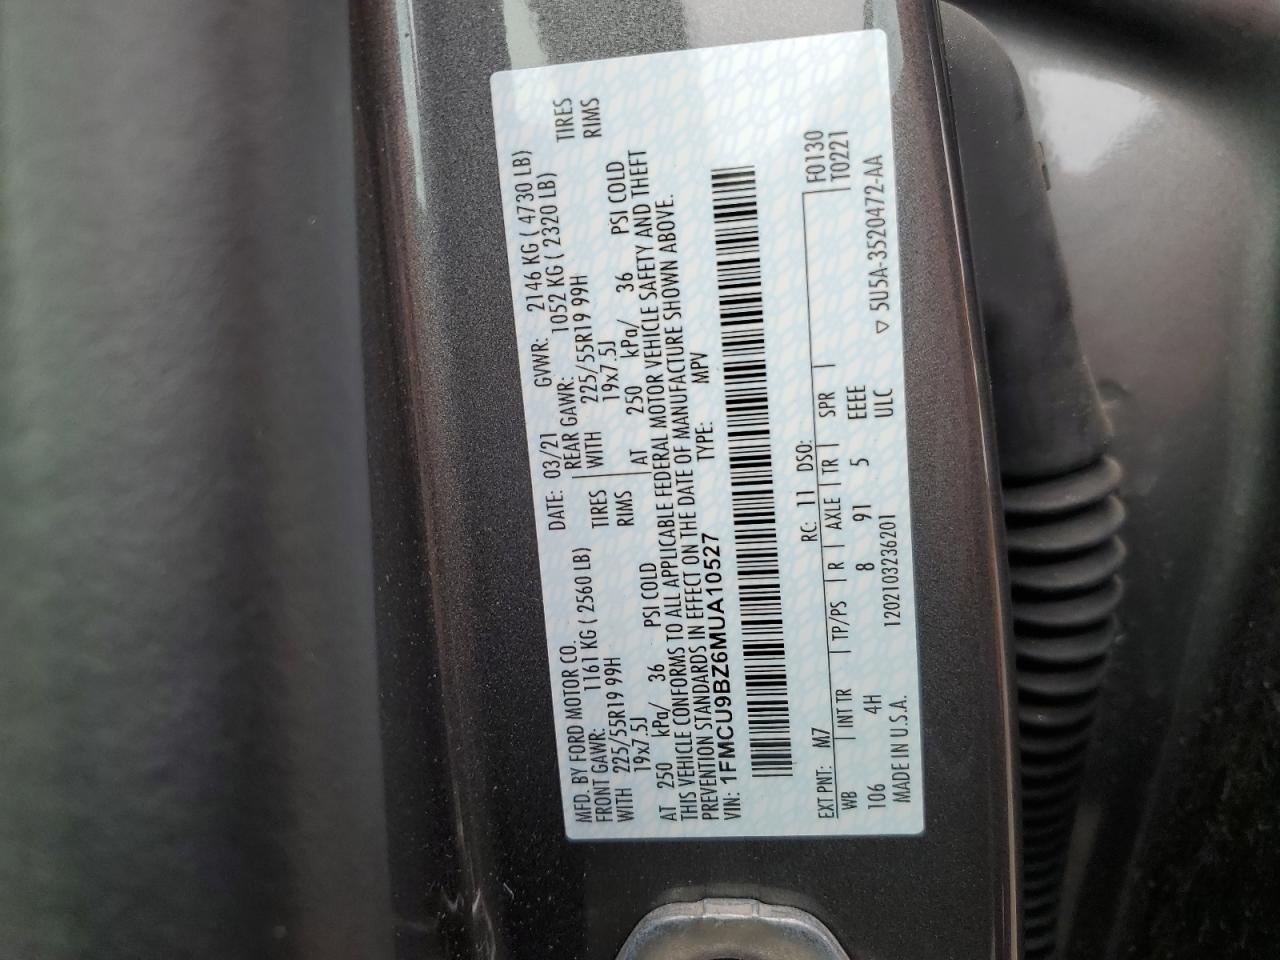 MFD. BY FORD MOTOR CO. DATE: 03/21 GVWR: 2146 KG ( 4730 LB)
FRONT GAWR: 1161 KG ( 2560 LB) REAR GAWR: 1052 KG ( 2320 LB)
WITH 225/55R19 99H TIRES WITH 225/55R19 99H TIRES
19x7.5J RIMS 19x7.5J RIMS
AT 250 kPa/ 36 PSI COLD AT 250 kPa/ 36 PSI COLD
THIS VEHICLE CONFORMS TO ALL APPLICABLE FEDERAL MOTOR VEHICLE SAFETY AND THEFT
PREVENTION STANDARDS IN EFFECT ON THE DATE OF MANUFACTURE SHOWN ABOVE.
VIN: 1FMCU9BZ6MUA10527 TYPE: MPV
F0130
EXT PNT: M7 RC: 11 DSO: T0221
WB INT TR TP/PS R AXLE TR SPR
106 4H 8 91 5 EEEE
MADE IN U.S.A. 1202103236201 ULC ▽ 5U5A-3520472-AA